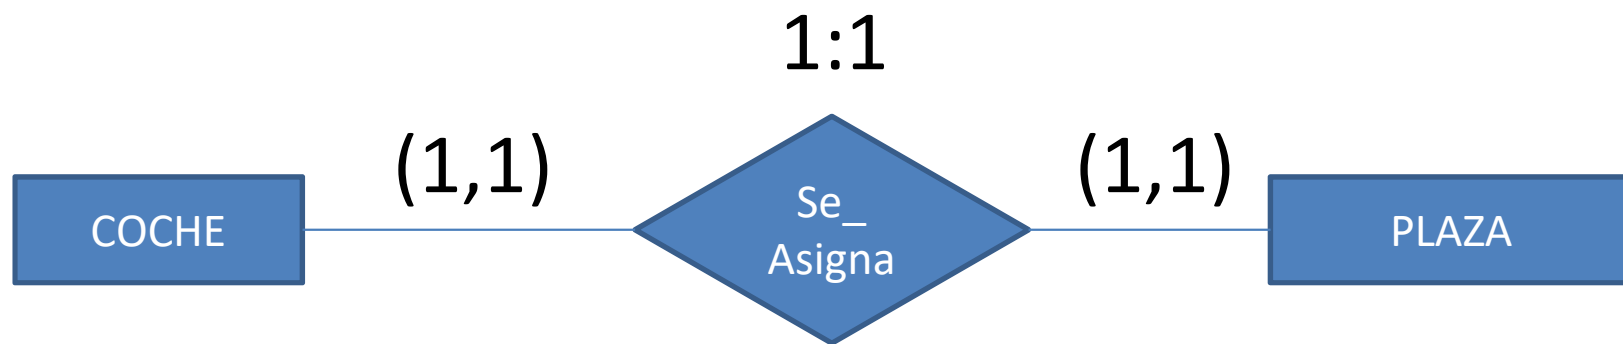 1:1
(1,1)
(1,1)
COCHE
Se_
Asigna
PLAZA